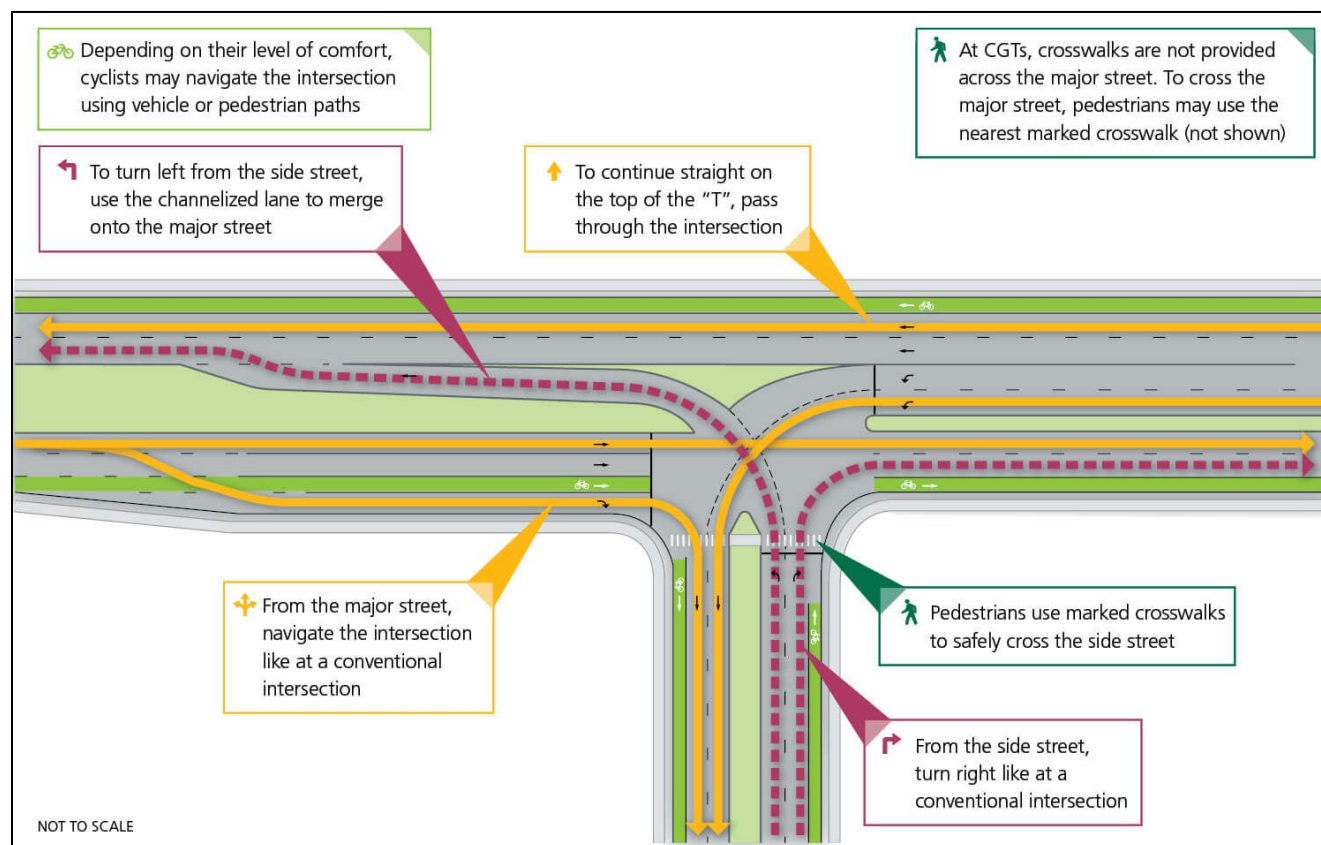 Depending on their level of comfort,
cyclists may navigate the intersection
using vehicle or pedestrian paths
At CGTs, crosswalks are not provided
across the major street. To cross the
major street, pedestrians may use the
nearest marked crosswalk (not shown)
To turn left from the side street,
use the channelized lane to merge
onto the major street
To continue straight on
the top of the “T”, pass
through the intersection
From the major street,
navigate the intersection
like at a conventional
intersection
Pedestrians use marked crosswalks
to safely cross the side street
From the side street,
turn right like at a
conventional intersection
NOT TO SCALE